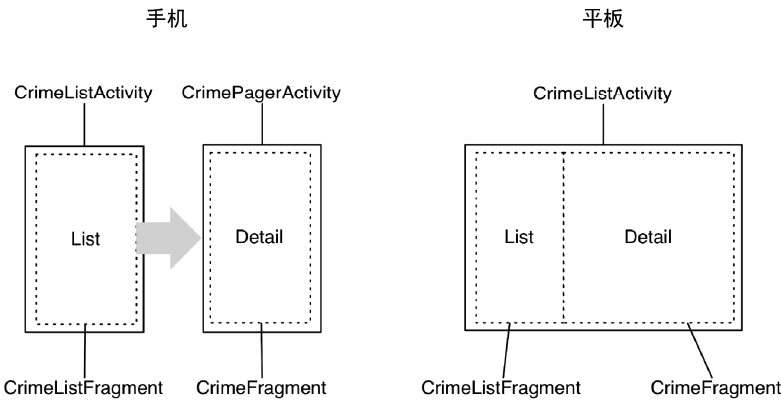 手机
平板
CrimeListActivity
CrimePagerActivity
CrimeListActivity
List
Detail
List
Detail
CrimeListFragment
CrimeFragment
CrimeListFragment
CrimeFragment